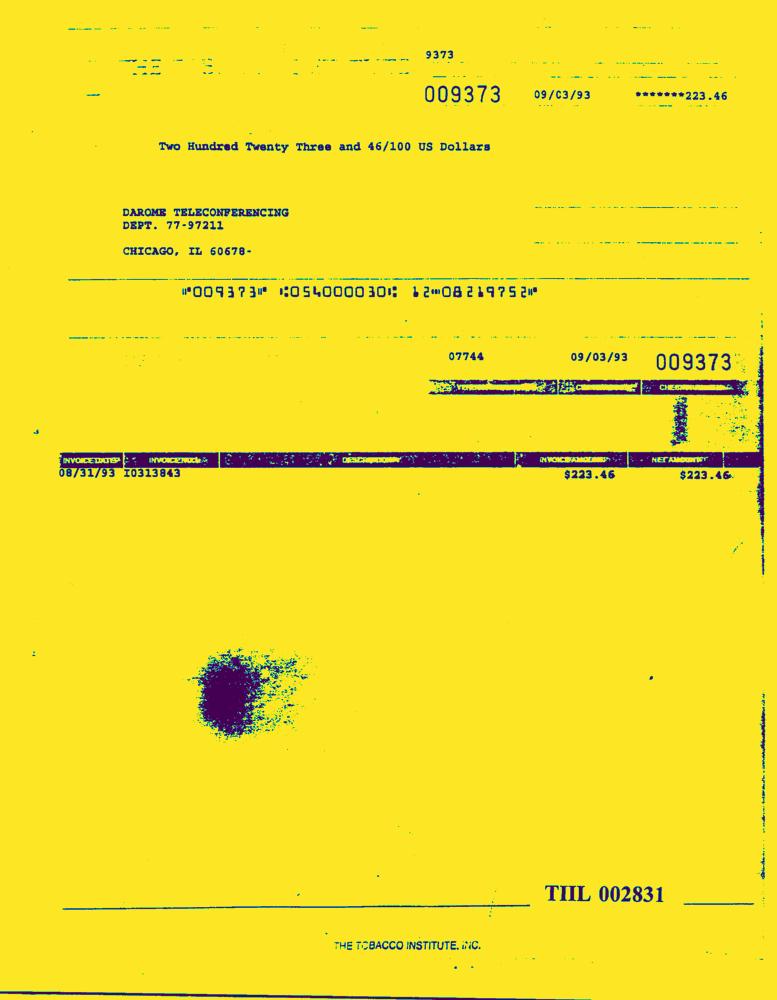 9373
009373 09/03/93 *******223.46
Two Hundred Twenty Three and 46/100 US Dollars
DAROME TELECONFERENCING
DEPT. 77-97211
CHICAGO, IL 60678-
⑈009373⑈ ⑆054000030⑆ 12⑉08219752⑈
07744 09/03/93 009373
INVOICE DATE INVOICE NO. DESCRIPTION INVOICE AMOUNT NET AMOUNT
08/31/93 I0313843 $223.46 $223.46
TIIL 002831
THE TOBACCO INSTITUTE, INC.